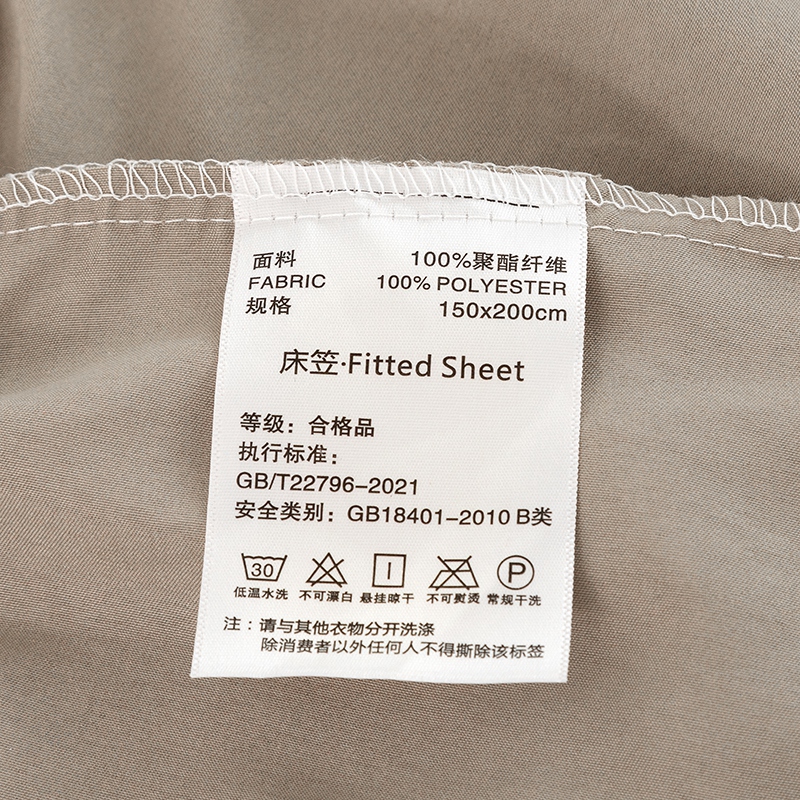 面料 100%聚酯纤维
FABRIC 100% POLYESTER
规格 150x200cm
床笠·Fitted Sheet
等级：合格品
执行标准：
GB/T22796-2021
安全类别：GB18401-2010 B类
30 P
低温水洗 不可漂白 悬挂晾干 不可熨烫 常规干洗
注：请与其他衣物分开洗涤
除消费者以外任何人不得撕除该标签